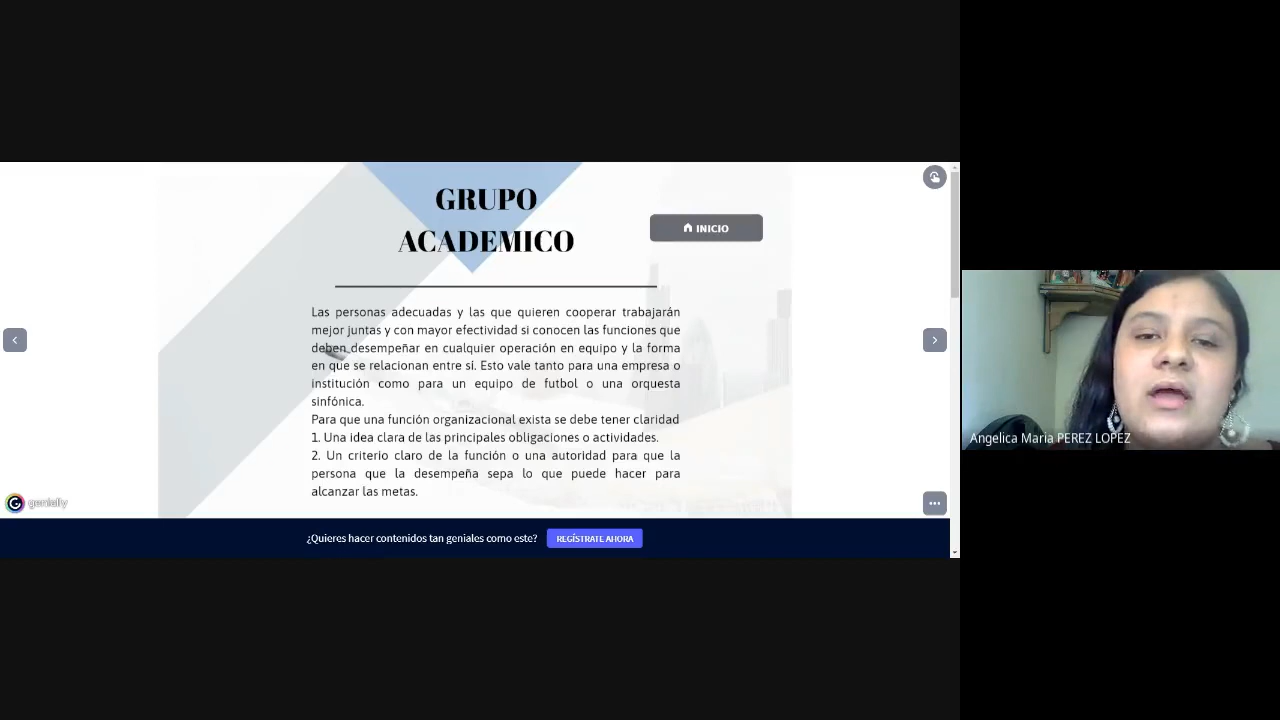 GRUPO
ACADEMICO
INICIO
Las personas adecuadas y las que quieren cooperar trabajarán
mejor juntas y con mayor efectividad si conocen las funciones que
deben desempeñar en cualquier operación en equipo y la forma
en que se relacionan entre sí. Esto vale tanto para una empresa o
institución como para un equipo de futbol o una orquesta
sinfónica.
Para que una función organizacional exista se debe tener claridad
1. Una idea clara de las principales obligaciones o actividades.
2. Un criterio claro de la función o una autoridad para que la
persona que la desempeña sepa lo que puede hacer para
alcanzar las metas.
genially
¿Quieres hacer contenidos tan geniales como este?
REGÍSTRATE AHORA
Angelica Maria PEREZ LOPEZ